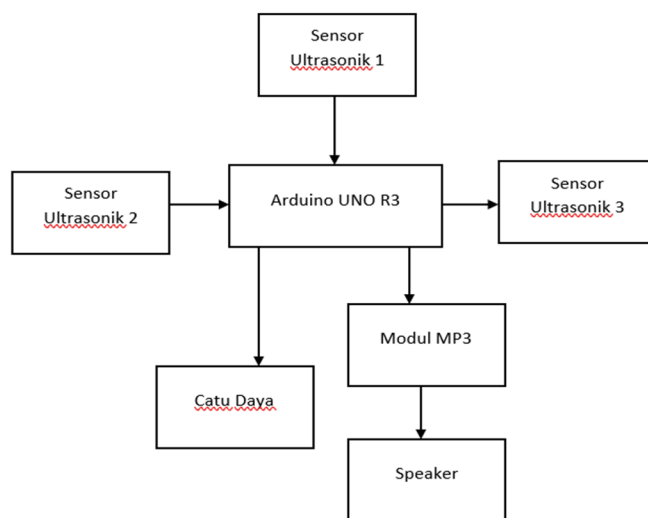 Sensor
Ultrasonik 1
Sensor
Ultrasonik 2
Arduino UNO R3
Sensor
Ultrasonik 3
Modul MP3
Catu Daya
Speaker